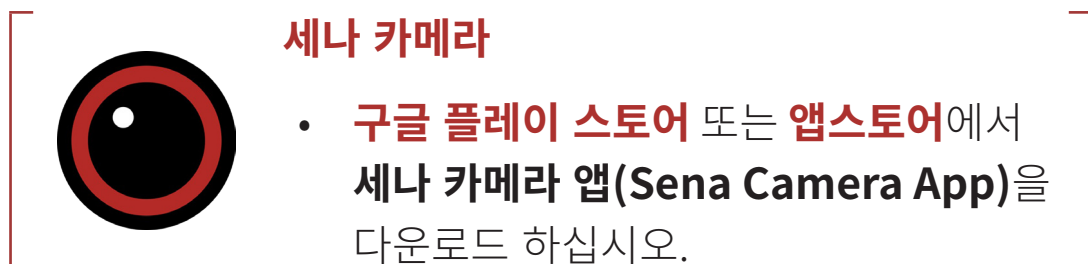 세나 카메라
• 구글 플레이 스토어 또는 앱스토어에서
세나 카메라 앱(Sena Camera App)을
다운로드 하십시오.